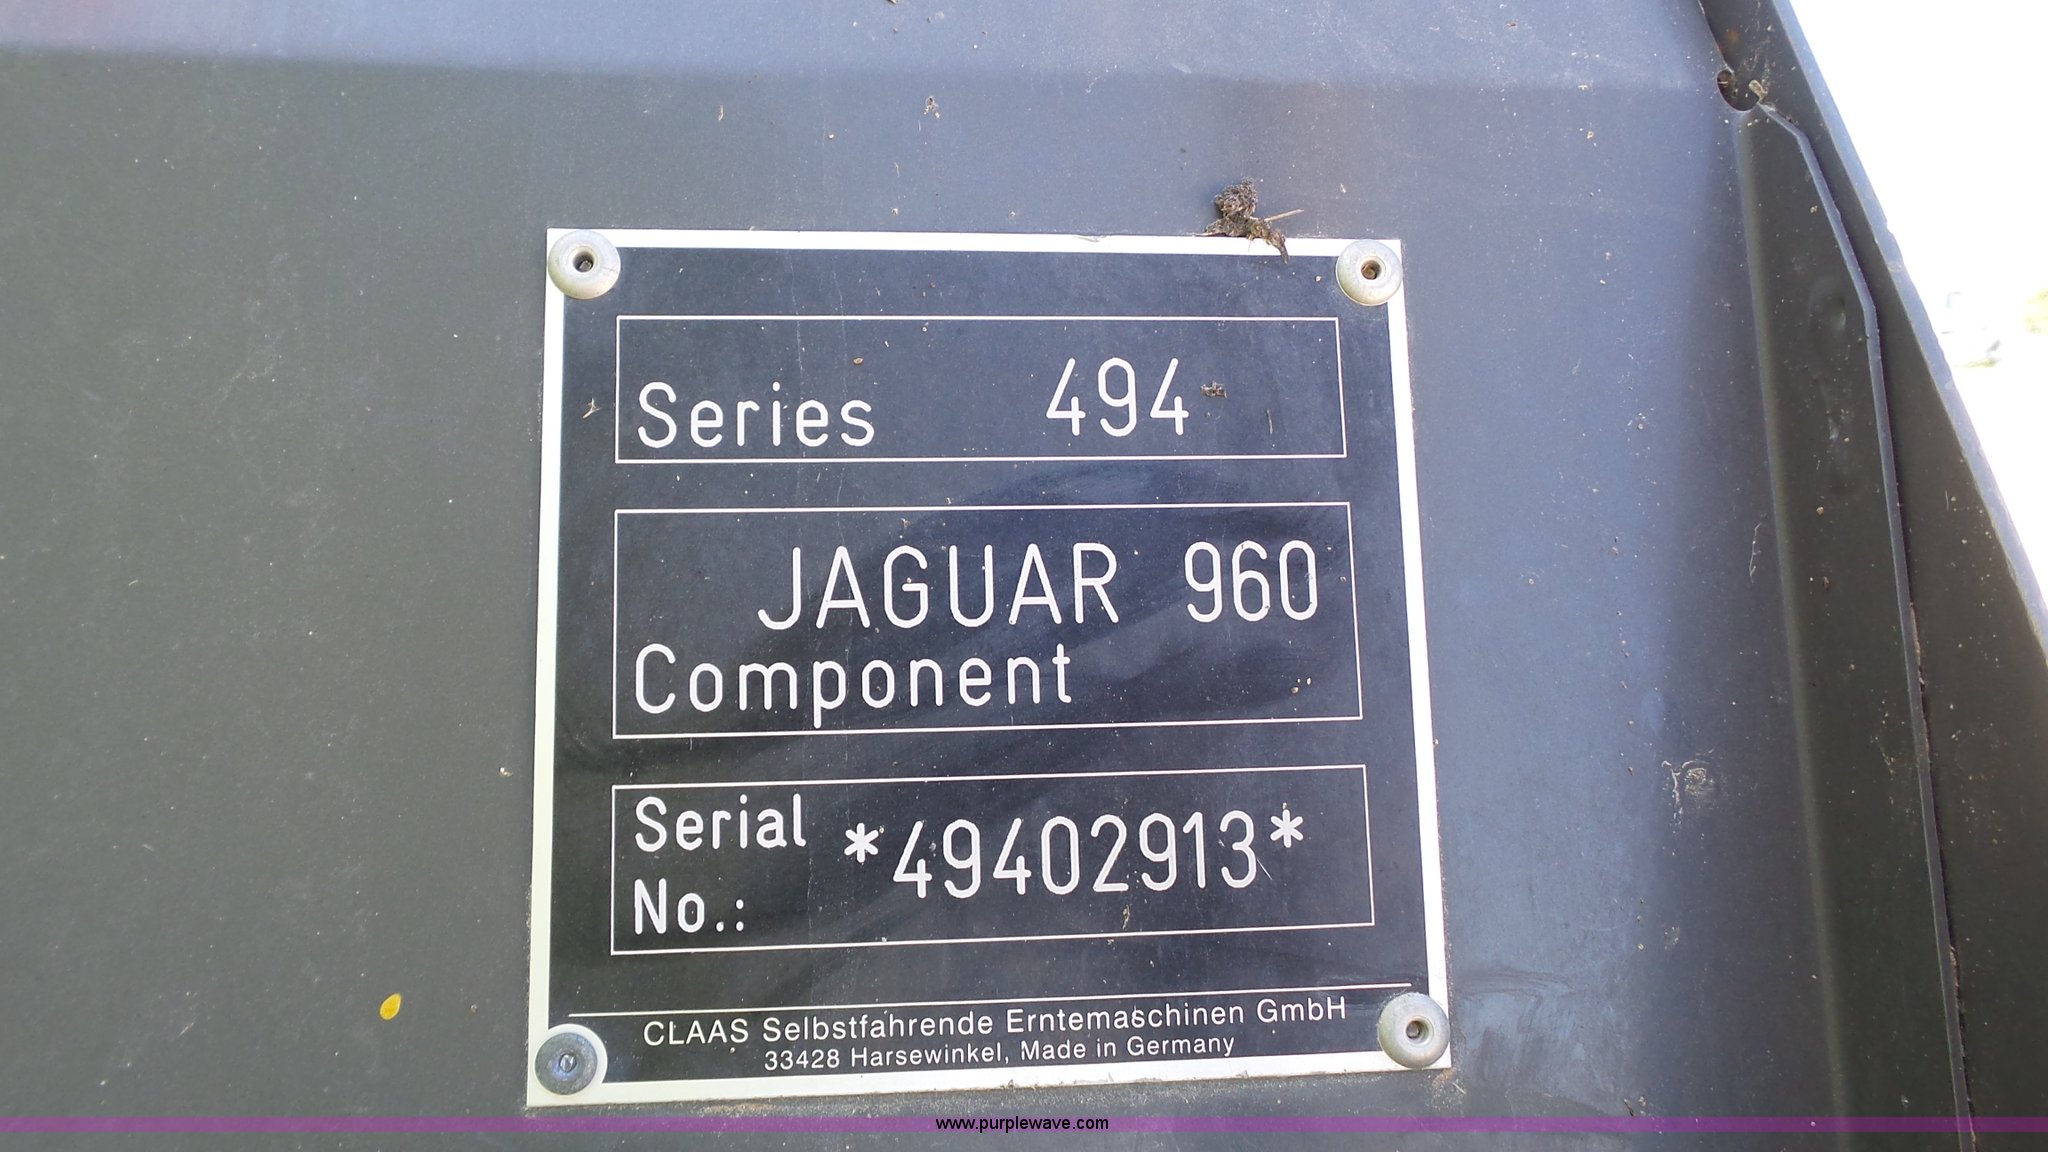 Series 494
JAGUAR 960
Component
Serial
No.: *49402913*
CLAAS Selbstfahrende Erntemaschinen GmbH
33428 Harsewinkel, Made in Germany
www.purplewave.com